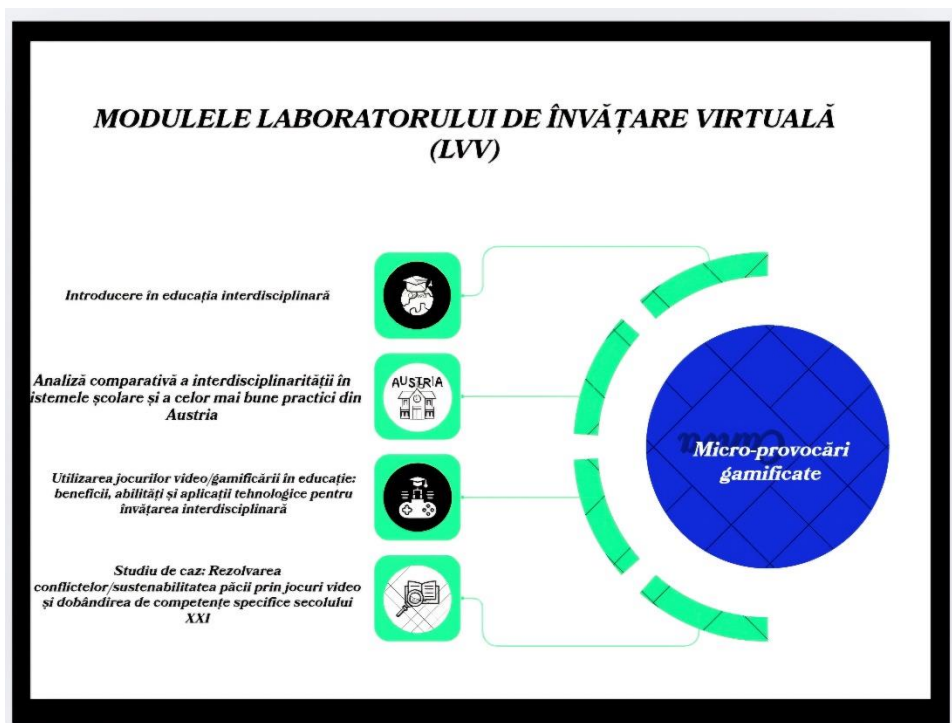 MODULELE LABORATORULUI DE ÎNVĂȚARE VIRTUALĂ
(LVV)
Introducere în educația interdisciplinară
Analiză comparativă a interdisciplinarității în
istemele școlare și a celor mai bune practici din
Austria
AUSTRIA
Utilizarea jocurilor video/gamificării în educație:
beneficii, abilități și aplicații tehnologice pentru
învățarea interdisciplinară
Studiu de caz: Rezolvarea
conflictelor/sustenabilitatea păcii prin jocuri video
și dobândirea de competențe specifice secolului
XXI
Canva
Micro-provocări
gamificate